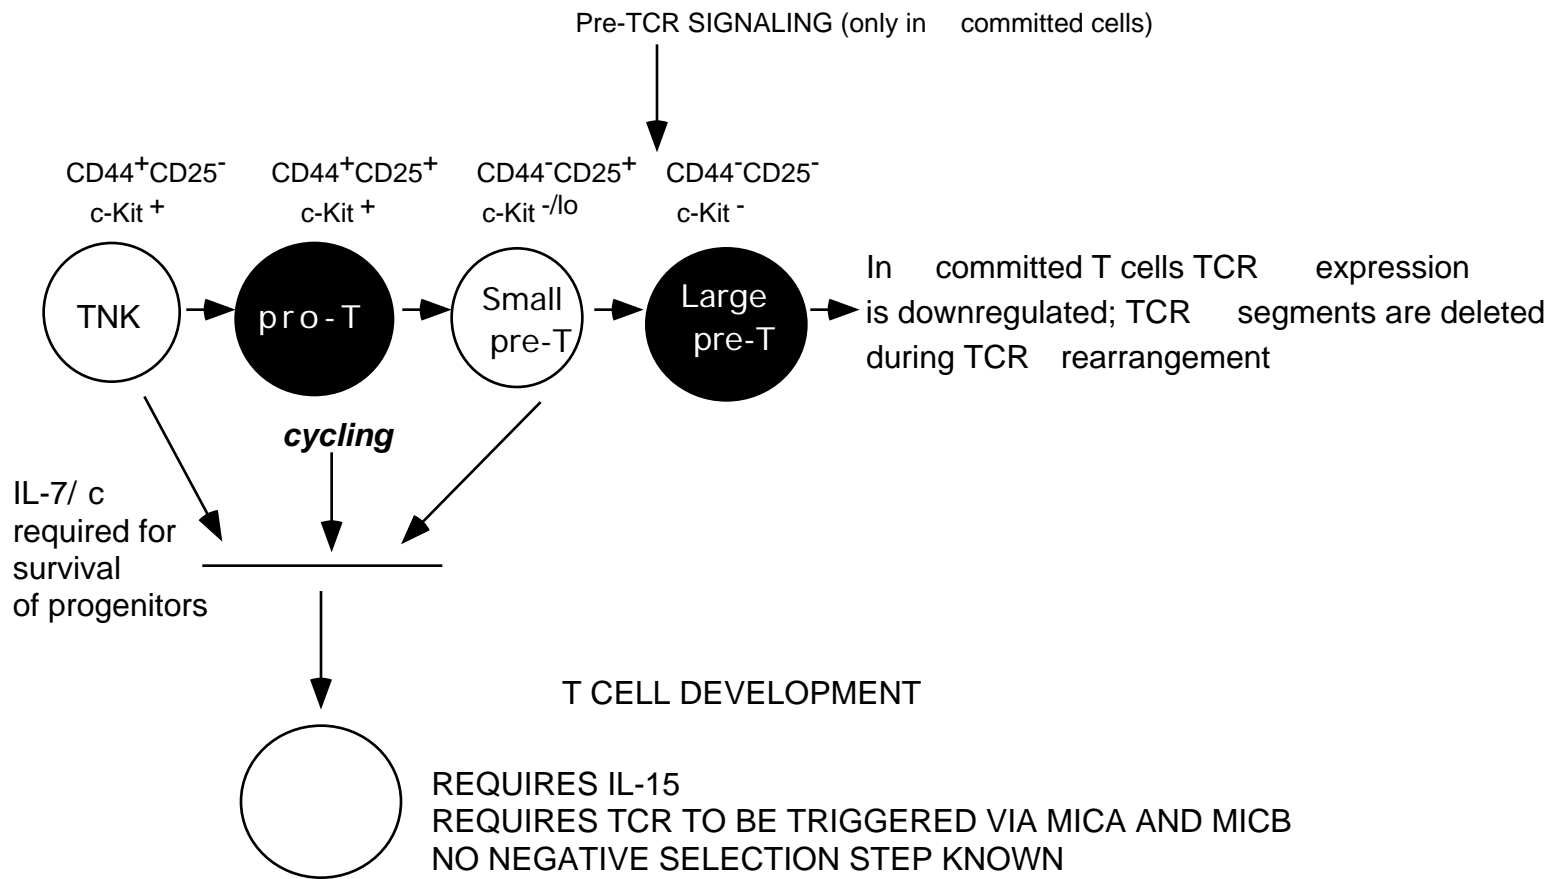 Pre-TCR SIGNALING (only in committed cells)
CD44+CD25- CD44+CD25+ CD44-CD25+ CD44-CD25-
c-Kit + c-Kit + c-Kit -/lo c-Kit -
TNK
pro-T
Small
pre-T
Large
pre-T
In committed T cells TCR expression
is downregulated; TCR segments are deleted
during TCR rearrangement
cycling
IL-7/ c
required for
survival
of progenitors
T CELL DEVELOPMENT
REQUIRES IL-15
REQUIRES TCR TO BE TRIGGERED VIA MICA AND MICB
NO NEGATIVE SELECTION STEP KNOWN